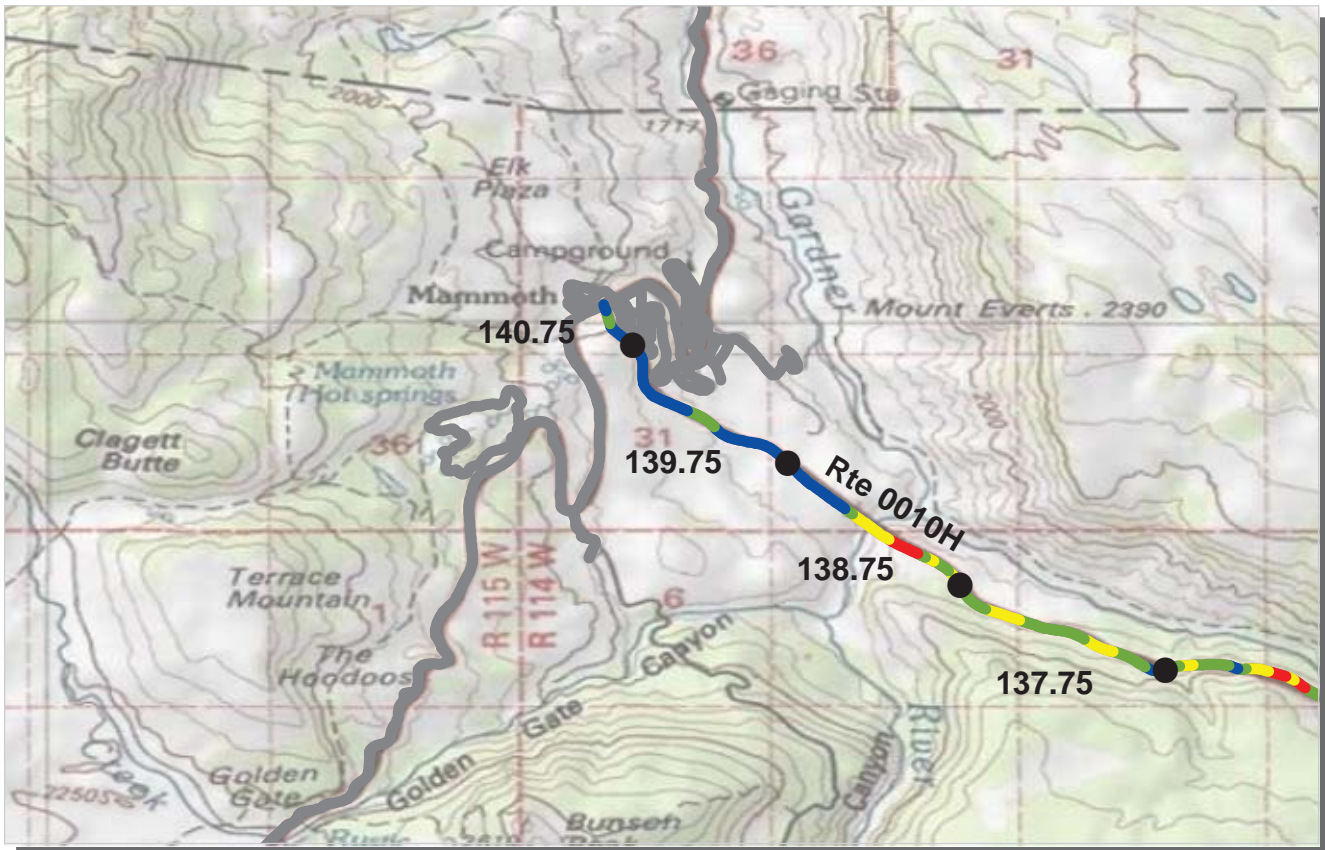 36
31
Gaging Sta
2000
1717
Elk
Plaza
Gardner
Campground
Mammoth
Mount Everts . 2390
140.75
Mammoth
Hot springs
2000
Clagett
Butte
36
31
139.75
Rte 0010H
138.75
R 115 W
R 114 W
Terrace
Mountain
1
6
The
Hoodoos
Canyon
137.75
Gate
River
Golden
Gate
Golden
Canyon
Creek
Bunsen
Peak